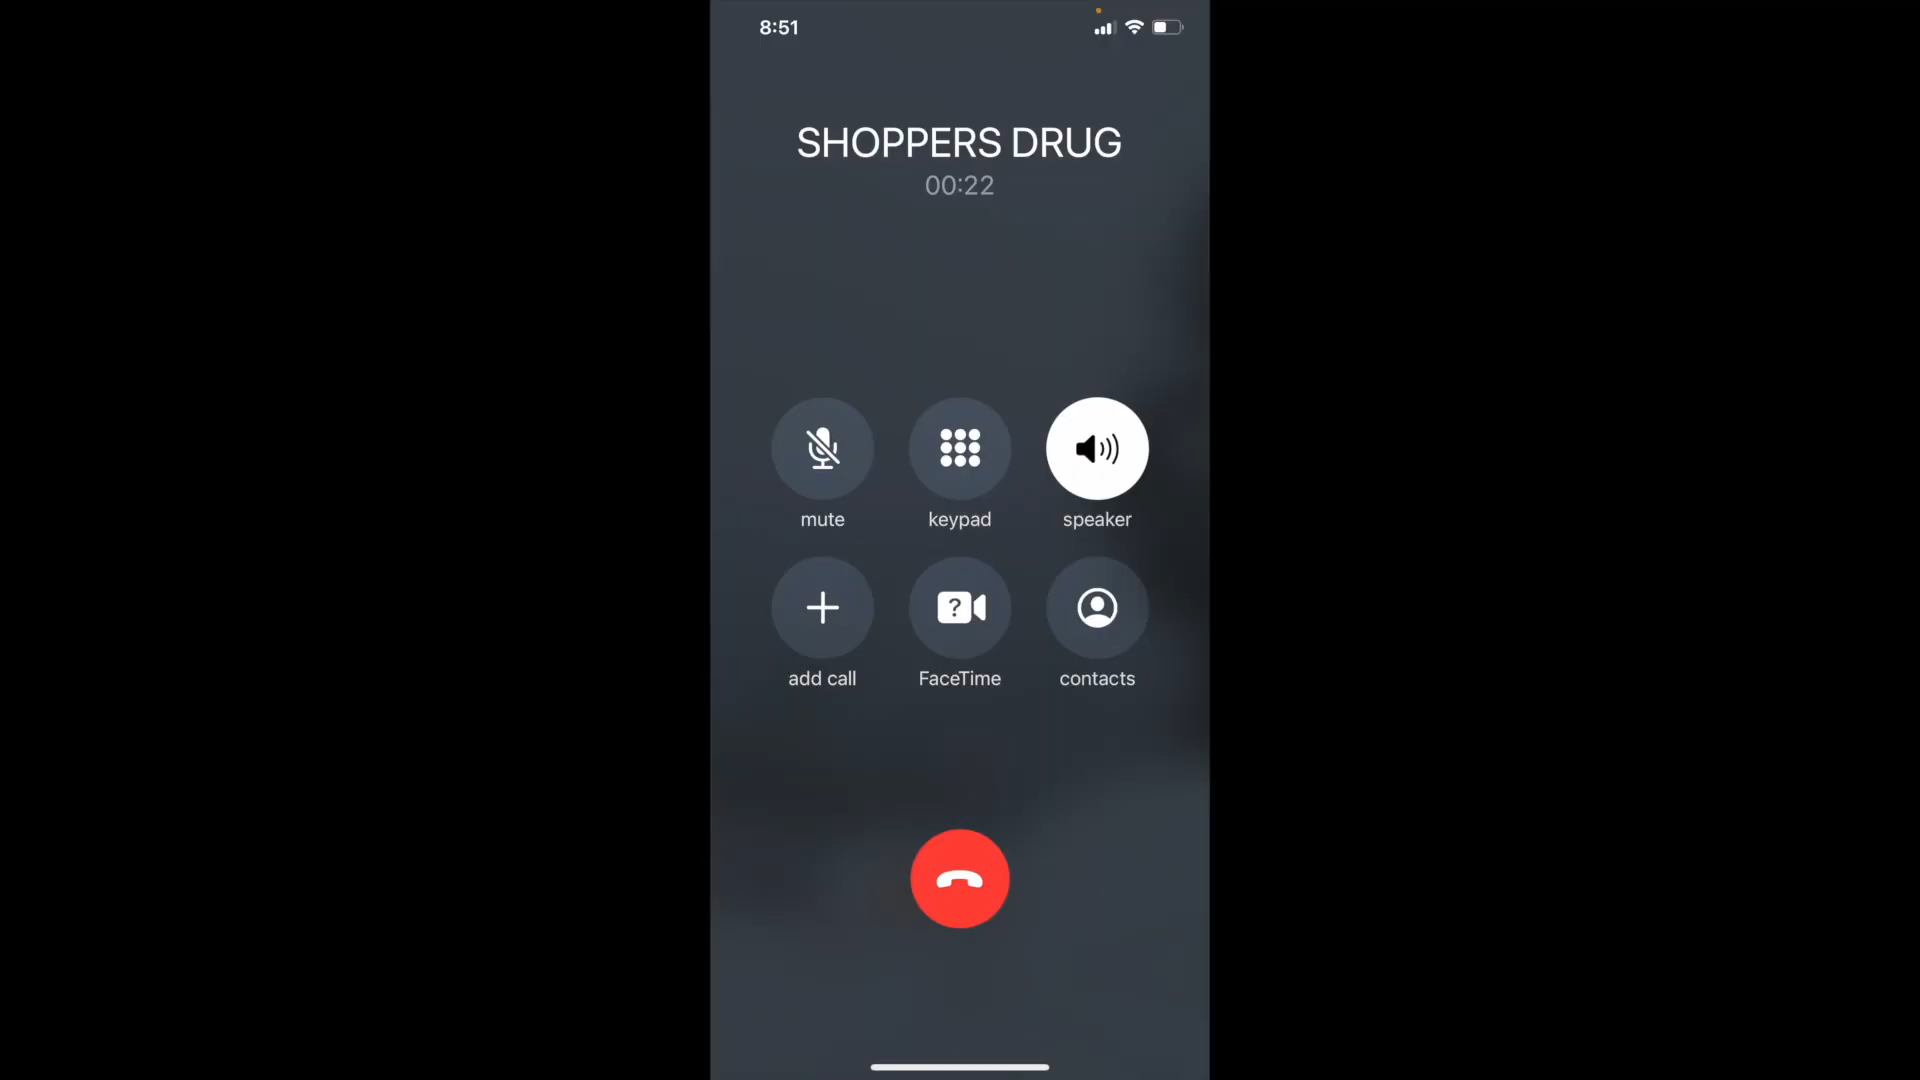 8:51
SHOPPERS DRUG
00:22
mute
keypad
speaker
?
add call
FaceTime
contacts